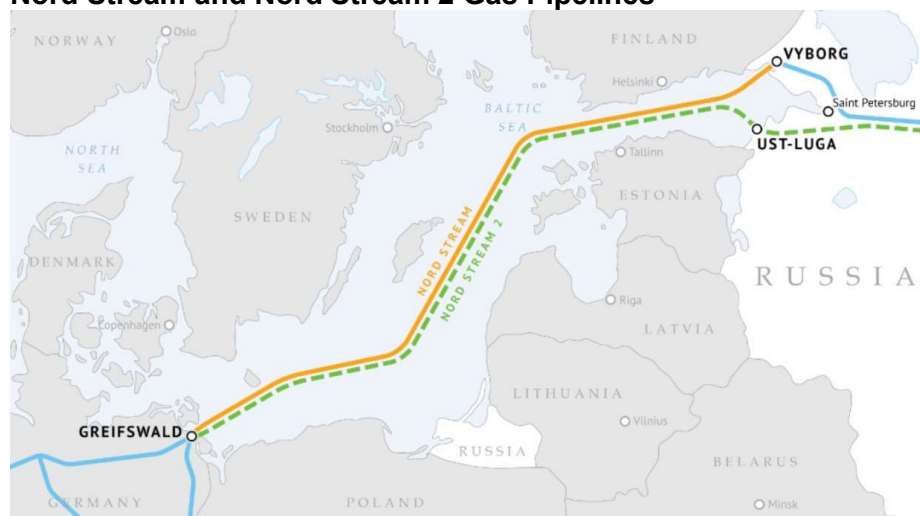 Nord Stream and Nord Stream 2 Gas Pipelines
NORWAY
Oslo
FINLAND
VYBORG
Helsinki
Saint Petersburg
BALTIC
SEA
Stockholm
UST-LUGA
NORTH
SEA
Tallinn
ESTONIA
SWEDEN
NORD STREAM
NORD STREAM 2
DENMARK
RUSSIA
Riga
Copenhagen
LATVIA
LITHUANIA
GREIFSWALD
Vilnius
RUSSIA
BELARUS
GERMANY
POLAND
Minsk